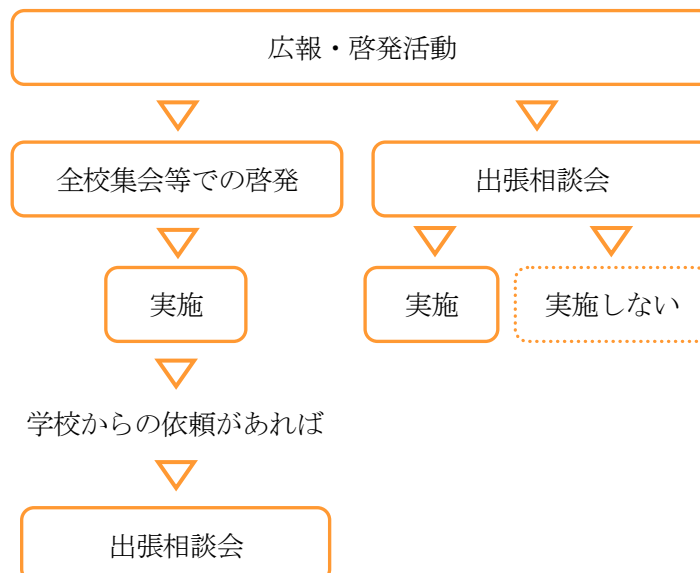 広報・啓発活動
全校集会等での啓発
出張相談会
実施
実施
実施しない
学校からの依頼があれば
出張相談会